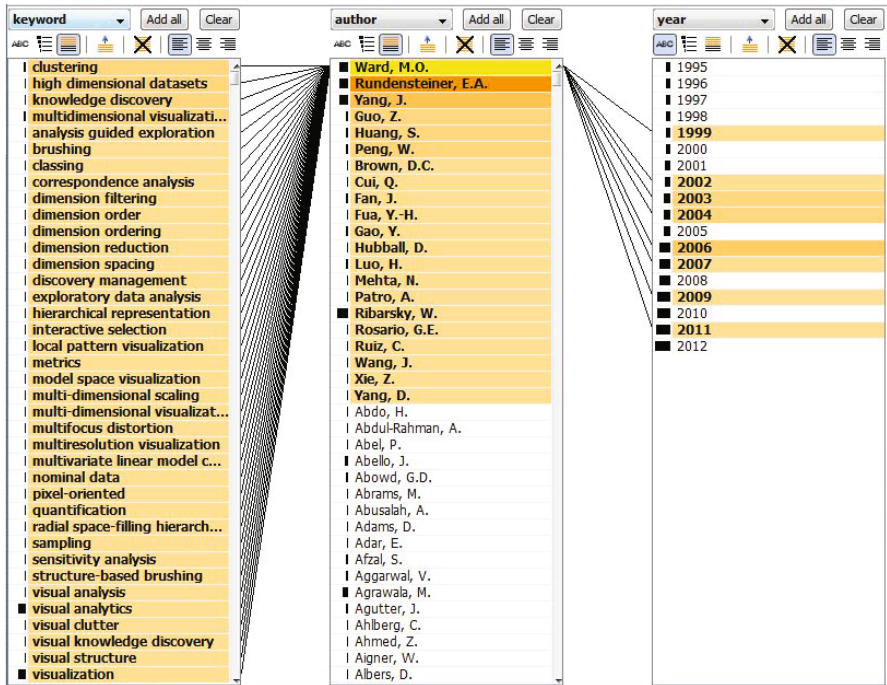 keyword Add all Clear
ABC
clustering
high dimensional datasets
knowledge discovery
multidimensional visualizati...
analysis guided exploration
brushing
classing
correspondence analysis
dimension filtering
dimension order
dimension ordering
dimension reduction
dimension spacing
discovery management
exploratory data analysis
hierarchical representation
interactive selection
local pattern visualization
metrics
model space visualization
multi-dimensional scaling
multi-dimensional visualizat...
multifocus distortion
multiresolution visualization
multivariate linear model c...
nominal data
pixel-oriented
quantification
radial space-filling hierarch...
sampling
sensitivity analysis
structure-based brushing
visual analysis
visual analytics
visual clutter
visual knowledge discovery
visual structure
visualization
author Add all Clear
ABC
Ward, M.O.
Rundensteiner, E.A.
Yang, J.
Guo, Z.
Huang, S.
Peng, W.
Brown, D.C.
Cui, Q.
Fan, J.
Fua, Y.-H.
Gao, Y.
Hubball, D.
Luo, H.
Mehta, N.
Patro, A.
Ribarsky, W.
Rosario, G.E.
Ruiz, C.
Wang, J.
Xie, Z.
Yang, D.
Abdo, H.
Abdul-Rahman, A.
Abel, P.
Abello, J.
Abowd, G.D.
Abrams, M.
Abusalah, A.
Adams, D.
Adar, E.
Afzal, S.
Aggarwal, V.
Agrawala, M.
Agutter, J.
Ahlberg, C.
Ahmed, Z.
Aigner, W.
Albers, D.
year Add all Clear
ABC
1995
1996
1997
1998
1999
2000
2001
2002
2003
2004
2005
2006
2007
2008
2009
2010
2011
2012